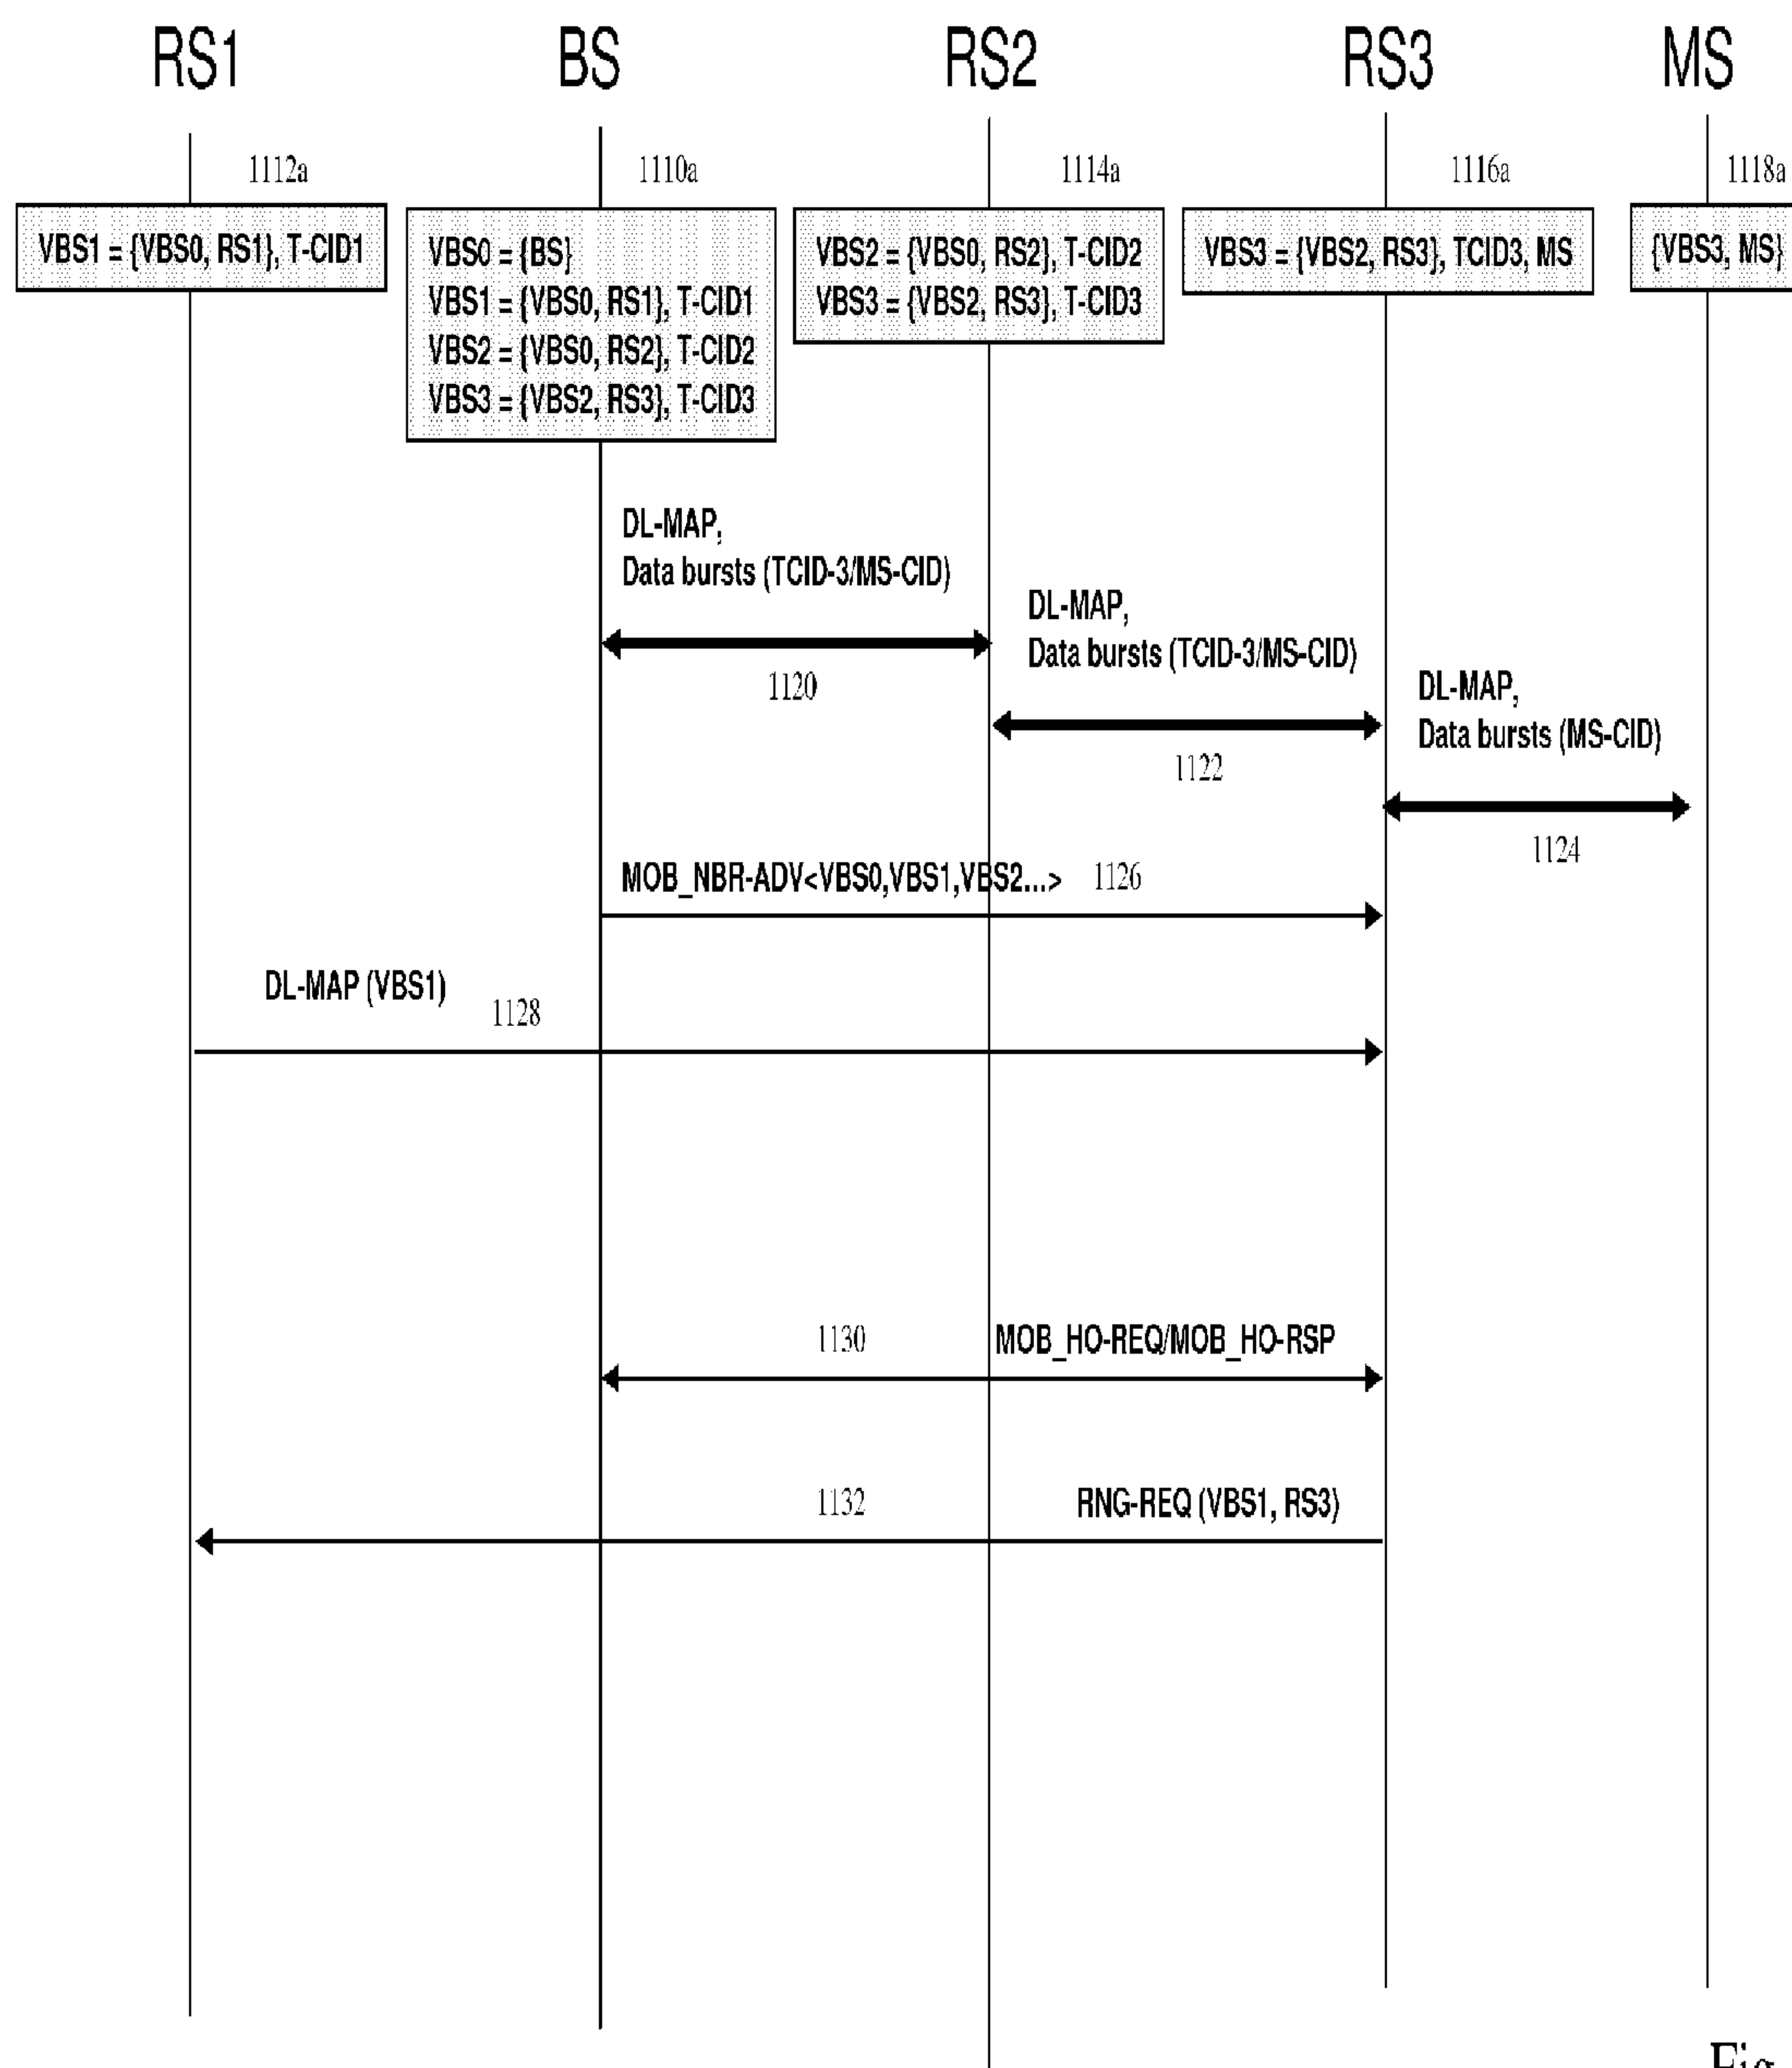 RS1
BS
RS2
RS3
MS
1112a
1110a
1114a
1116a
1118a
VBS1 = {VBS0, RS1}, T-CID1
VBS0 = {BS}
VBS1 = {VBS0, RS1}, T-CID1
VBS2 = {VBS0, RS2}, T-CID2
VBS3 = {VBS2, RS3}, T-CID3
VBS2 = {VBS0, RS2}, T-CID2
VBS3 = {VBS2, RS3}, T-CID3
VBS3 = {VBS2, RS3}, TCID3, MS
{VBS3, MS}
DL-MAP,
Data bursts (TCID-3/MS-CID)
1120
DL-MAP,
Data bursts (TCID-3/MS-CID)
1122
DL-MAP,
Data bursts (MS-CID)
1124
MOB_NBR-ADV<VBS0,VBS1,VBS2...> 1126
DL-MAP (VBS1)
1128
1130 MOB_HO-REQ/MOB_HO-RSP
1132 RNG-REQ (VBS1, RS3)
Fig